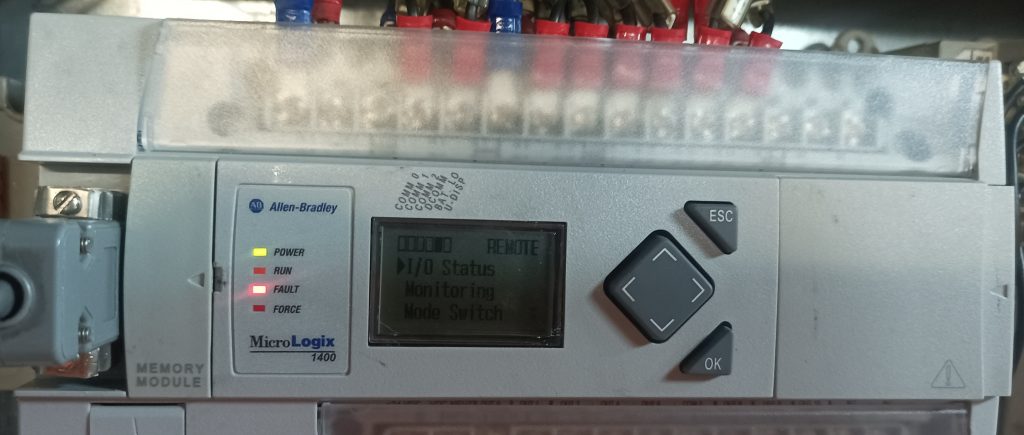 COMM 0
COMM 1
COMM 2
DCOMM
BAT. LO
U-DISP
AB Allen-Bradley
POWER
RUN
FAULT
FORCE
MicroLogix
1400
REMOTE
I/O Status
Monitoring
Mode Switch
ESC
OK
MEMORY
MODULE